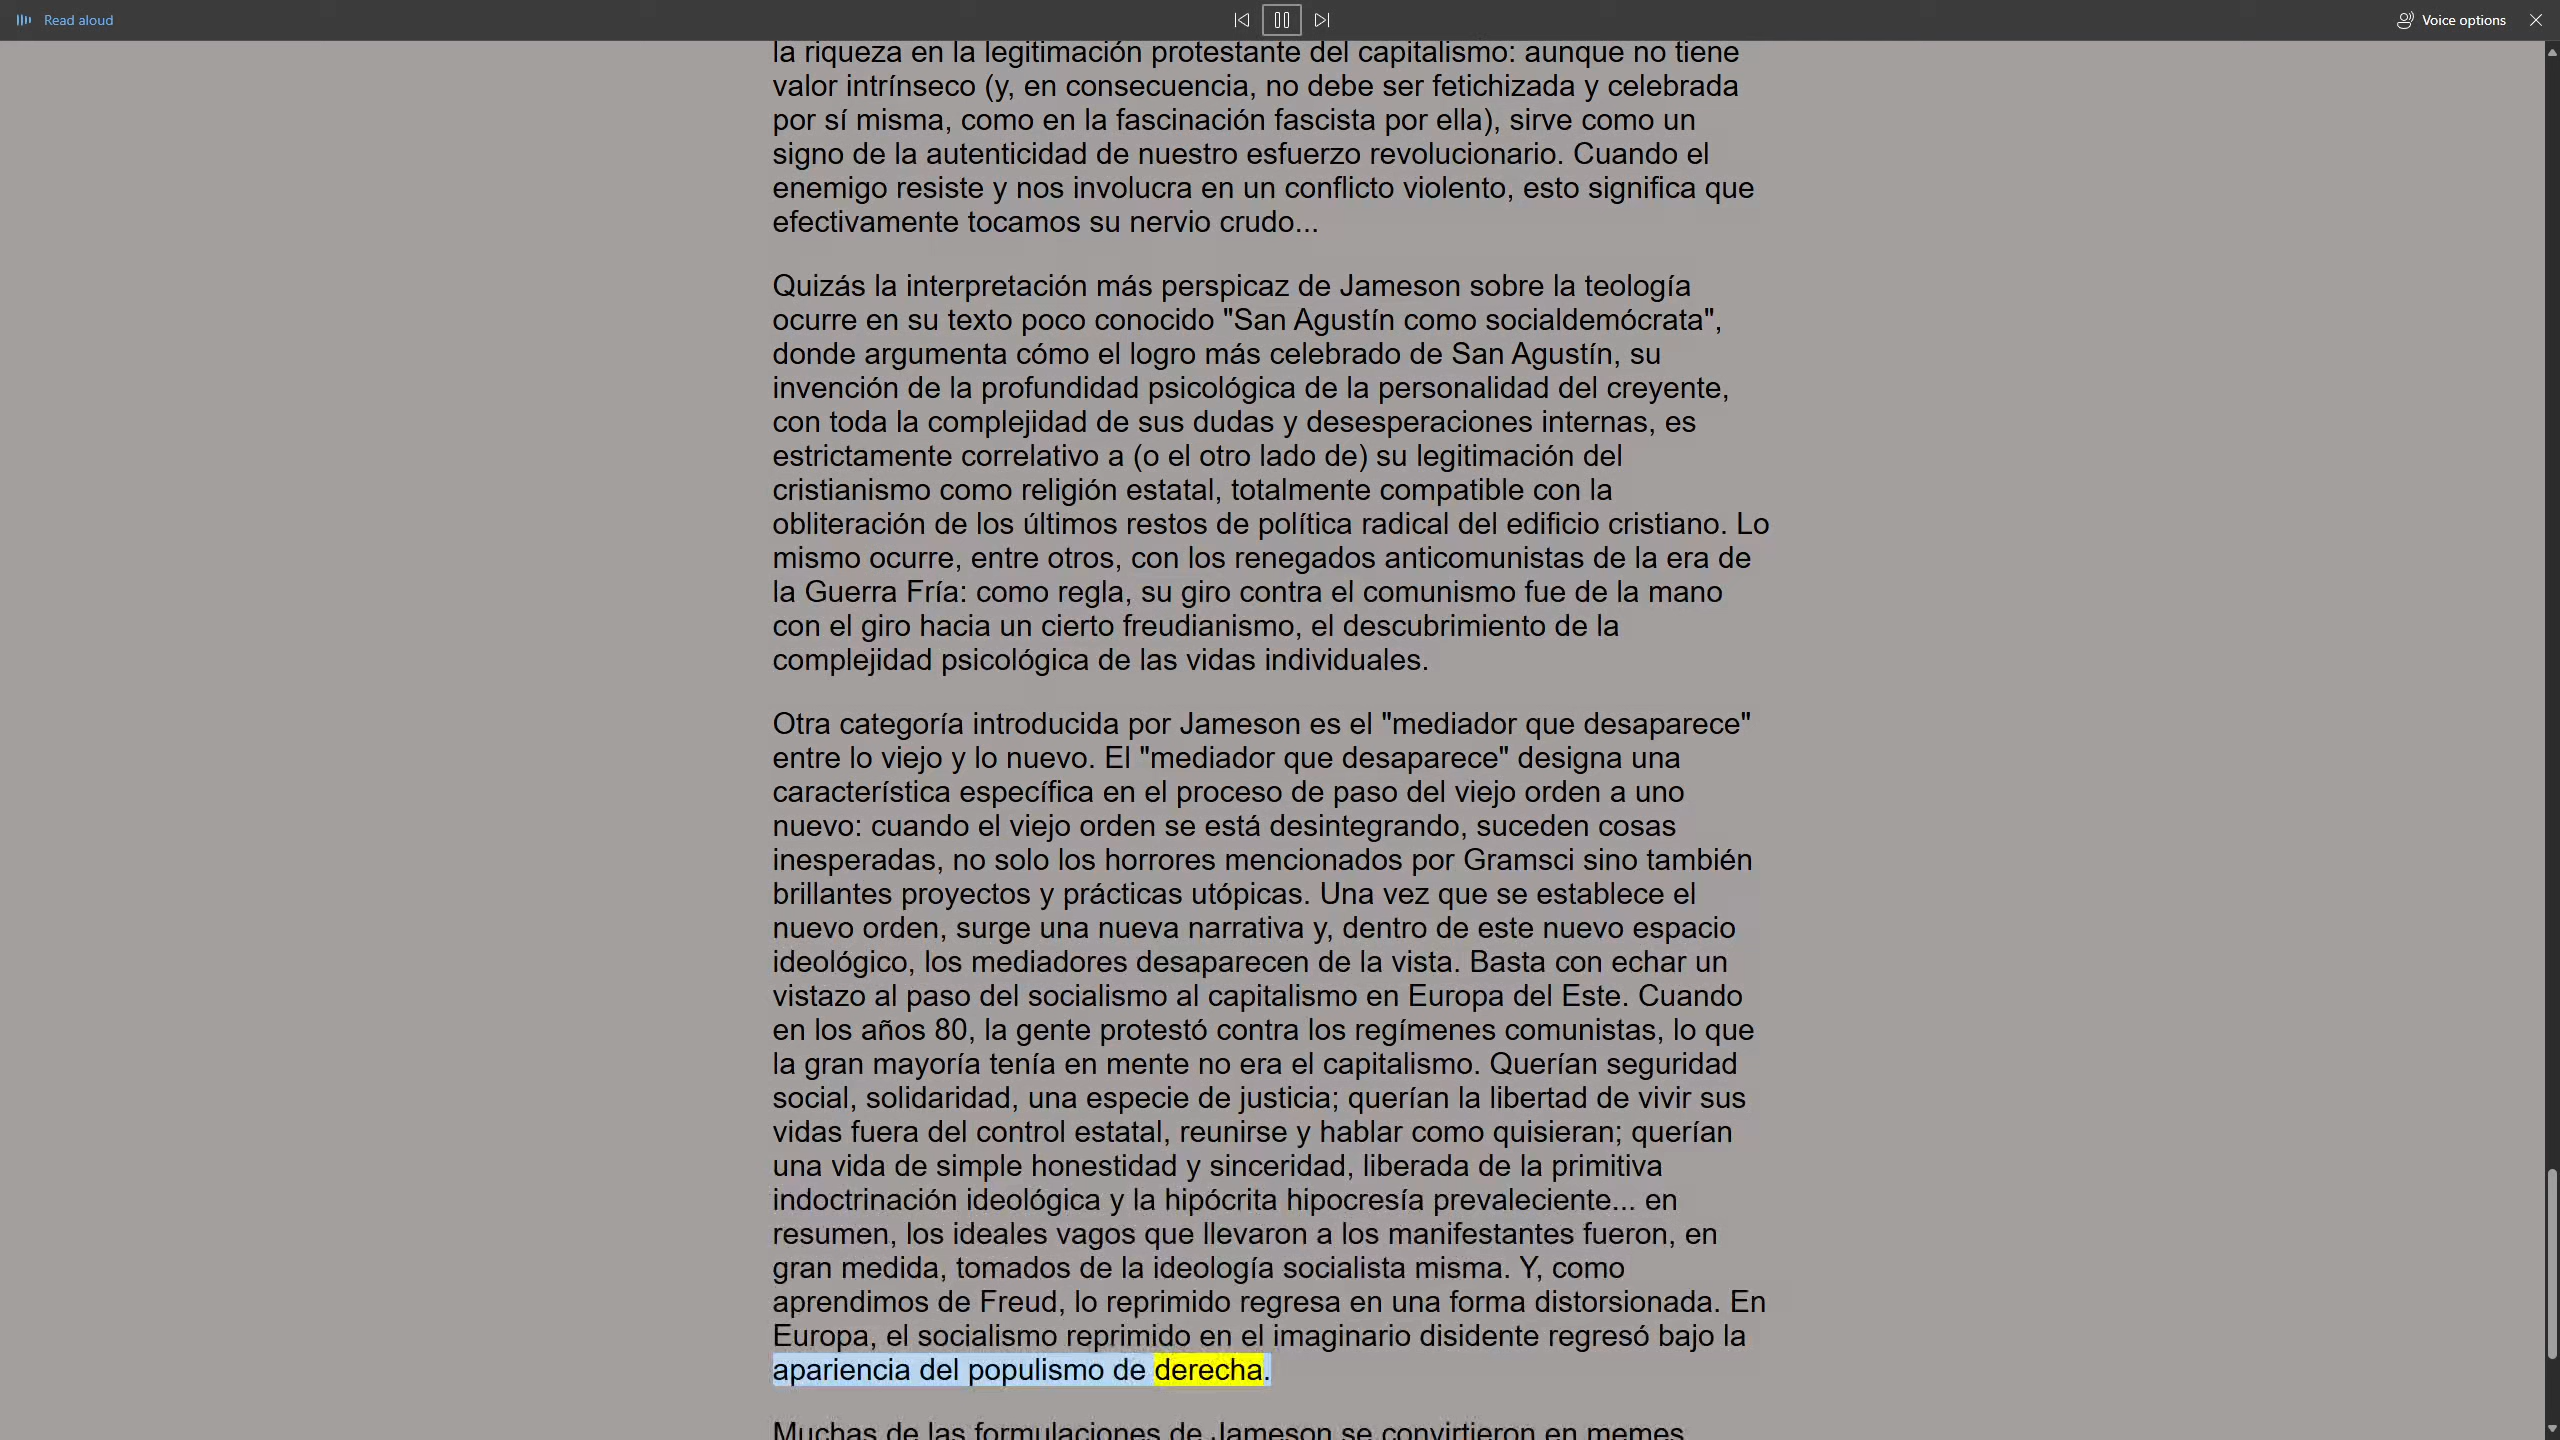 Read aloud
Voice options
la riqueza en la legitimación protestante del capitalismo: aunque no tiene
valor intrínseco (y, en consecuencia, no debe ser fetichizada y celebrada
por sí misma, como en la fascinación fascista por ella), sirve como un
signo de la autenticidad de nuestro esfuerzo revolucionario. Cuando el
enemigo resiste y nos involucra en un conflicto violento, esto significa que
efectivamente tocamos su nervio crudo...
Quizás la interpretación más perspicaz de Jameson sobre la teología
ocurre en su texto poco conocido "San Agustín como socialdemócrata",
donde argumenta cómo el logro más celebrado de San Agustín, su
invención de la profundidad psicológica de la personalidad del creyente,
con toda la complejidad de sus dudas y desesperaciones internas, es
estrictamente correlativo a (o el otro lado de) su legitimación del
cristianismo como religión estatal, totalmente compatible con la
obliteración de los últimos restos de política radical del edificio cristiano. Lo
mismo ocurre, entre otros, con los renegados anticomunistas de la era de
la Guerra Fría: como regla, su giro contra el comunismo fue de la mano
con el giro hacia un cierto freudianismo, el descubrimiento de la
complejidad psicológica de las vidas individuales.
Otra categoría introducida por Jameson es el "mediador que desaparece"
entre lo viejo y lo nuevo. El "mediador que desaparece" designa una
característica específica en el proceso de paso del viejo orden a uno
nuevo: cuando el viejo orden se está desintegrando, suceden cosas
inesperadas, no solo los horrores mencionados por Gramsci sino también
brillantes proyectos y prácticas utópicas. Una vez que se establece el
nuevo orden, surge una nueva narrativa y, dentro de este nuevo espacio
ideológico, los mediadores desaparecen de la vista. Basta con echar un
vistazo al paso del socialismo al capitalismo en Europa del Este. Cuando
en los años 80, la gente protestó contra los regímenes comunistas, lo que
la gran mayoría tenía en mente no era el capitalismo. Querían seguridad
social, solidaridad, una especie de justicia; querían la libertad de vivir sus
vidas fuera del control estatal, reunirse y hablar como quisieran; querían
una vida de simple honestidad y sinceridad, liberada de la primitiva
indoctrinación ideológica y la hipócrita hipocresía prevaleciente... en
resumen, los ideales vagos que llevaron a los manifestantes fueron, en
gran medida, tomados de la ideología socialista misma. Y, como
aprendimos de Freud, lo reprimido regresa en una forma distorsionada. En
Europa, el socialismo reprimido en el imaginario disidente regresó bajo la
apariencia del populismo de derecha.
Muchas de las formulaciones de Jameson se convirtieron en memes